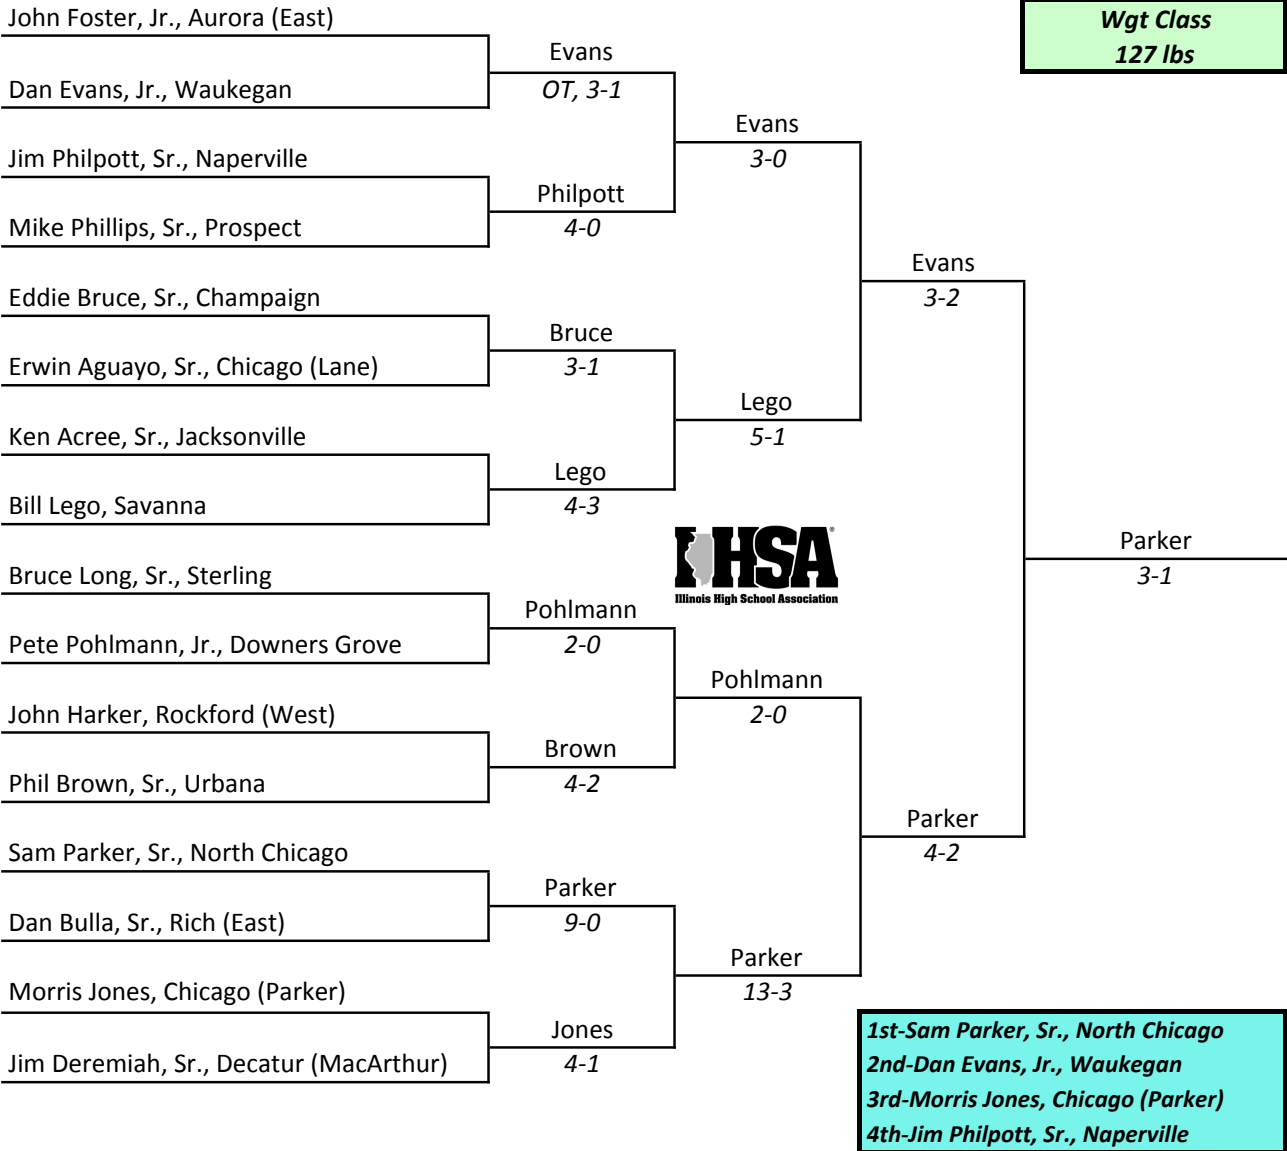 John Foster, Jr., Aurora (East)
Wgt Class
127 lbs
Evans
Dan Evans, Jr., Waukegan
OT, 3-1
Evans
3-0
Jim Philpott, Sr., Naperville
Philpott
Mike Phillips, Sr., Prospect
4-0
Evans
3-2
Eddie Bruce, Sr., Champaign
Bruce
Erwin Aguayo, Sr., Chicago (Lane)
3-1
Lego
5-1
Ken Acree, Sr., Jacksonville
Lego
Bill Lego, Savanna
4-3
IHSA®
Illinois High School Association
Parker
3-1
Bruce Long, Sr., Sterling
Pohlmann
Pete Pohlmann, Jr., Downers Grove
2-0
Pohlmann
2-0
John Harker, Rockford (West)
Brown
Phil Brown, Sr., Urbana
4-2
Parker
4-2
Sam Parker, Sr., North Chicago
Parker
Dan Bulla, Sr., Rich (East)
9-0
Parker
13-3
Morris Jones, Chicago (Parker)
Jones
Jim Deremiah, Sr., Decatur (MacArthur)
4-1
1st-Sam Parker, Sr., North Chicago
2nd-Dan Evans, Jr., Waukegan
3rd-Morris Jones, Chicago (Parker)
4th-Jim Philpott, Sr., Naperville